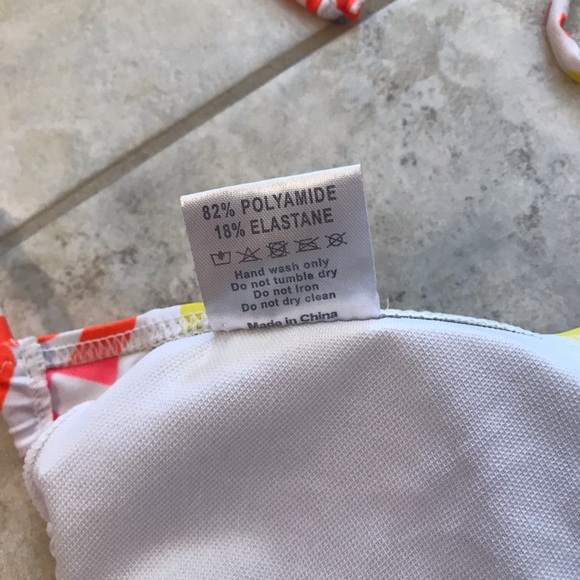 82% POLYAMIDE
18% ELASTANE
Hand wash only
Do not tumble dry
Do not Iron
Do not dry clean
Made in China